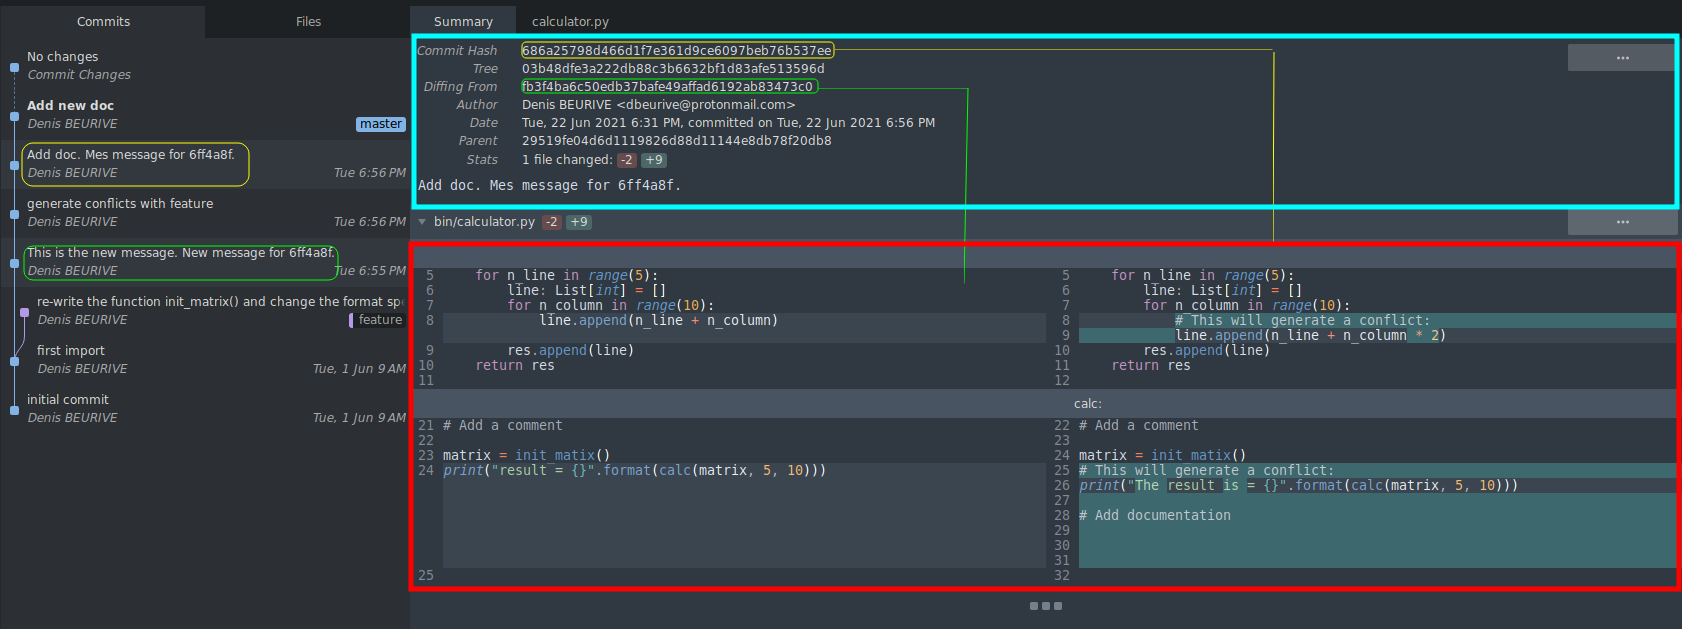 Commits
Files
Summary
calculator.py
No changes
Commit Changes
Add new doc
Denis BEURIVE
master
Add doc. Mes message for 6ff4a8f.
Denis BEURIVE
Tue 6:56 PM
generate conflicts with feature
Denis BEURIVE
Tue 6:56 PM
This is the new message. New message for 6ff4a8f.
Denis BEURIVE
Tue 6:55 PM
re-write the function init_matrix() and change the format spe
Denis BEURIVE
feature
first import
Denis BEURIVE
Tue, 1 Jun 9 AM
initial commit
Denis BEURIVE
Tue, 1 Jun 9 AM
Commit Hash 686a25798d466d1f7e361d9ce6097beb76b537ee
Tree 03b48dfe3a222db88c3b6632bf1d83afe513596d
Diffing From fb3f4ba6c50edb37bafe49affad6192ab83473c0
Author Denis BEURIVE <dbeurive@protonmail.com>
Date Tue, 22 Jun 2021 6:31 PM, committed on Tue, 22 Jun 2021 6:56 PM
Parent 29519fe04d6d1119826d88d11144e8db78f20db8
Stats 1 file changed: -2 +9
Add doc. Mes message for 6ff4a8f.
bin/calculator.py -2 +9
5 for n_line in range(5):
6 line: List[int] = []
7 for n_column in range(10):
8 line.append(n_line + n_column)
9 res.append(line)
10 return res
11
5 for n_line in range(5):
6 line: List[int] = []
7 for n_column in range(10):
8 # This will generate a conflict:
9 line.append(n_line + n_column * 2)
10 res.append(line)
11 return res
12
calc:
21 # Add a comment
22
23 matrix = init_matix()
24 print("result = {}".format(calc(matrix, 5, 10)))
25
22 # Add a comment
23
24 matrix = init_matix()
25 # This will generate a conflict:
26 print("The result is = {}".format(calc(matrix, 5, 10)))
27
28 # Add documentation
29
30
31
32